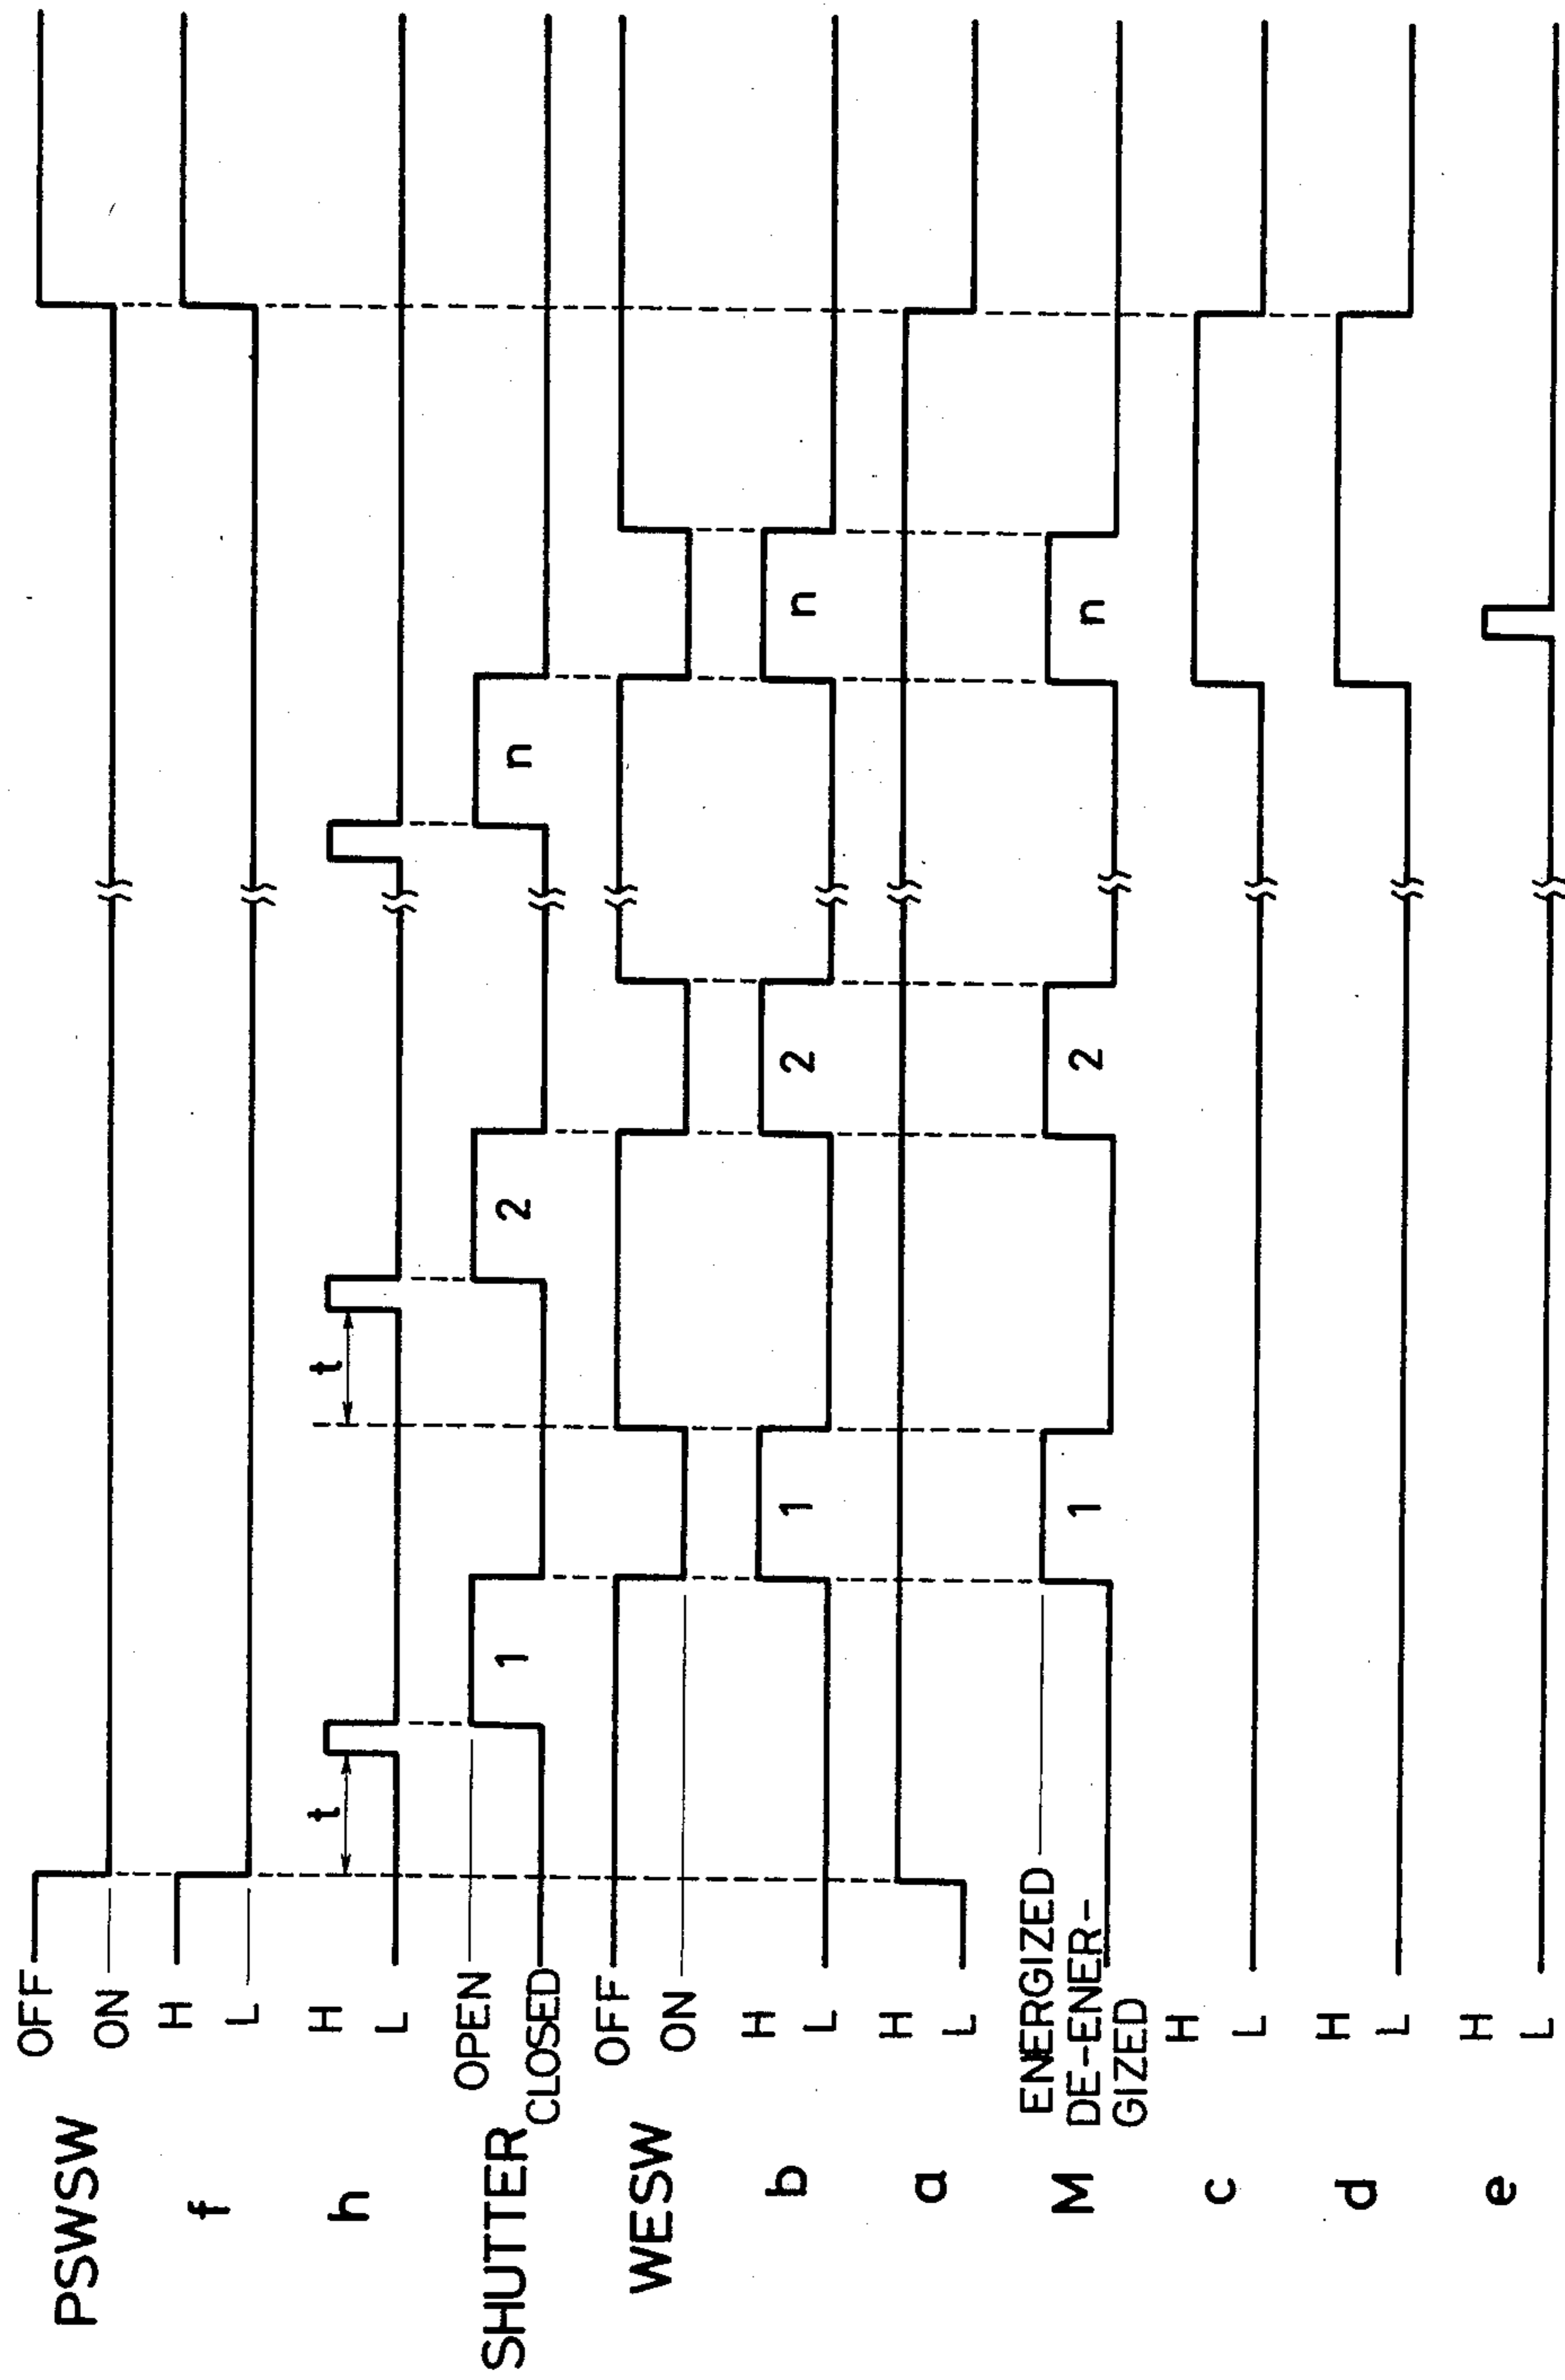 PSWSW
OFF
ON
f
H
L
h
H
L
t
t
SHUTTER
OPEN
CLOSED
1
2
n
WESW
OFF
ON
b
H
L
1
2
n
a
H
L
M
ENERGIZED
DE-ENER-
GIZED
1
2
n
c
H
L
d
H
L
e
H
L